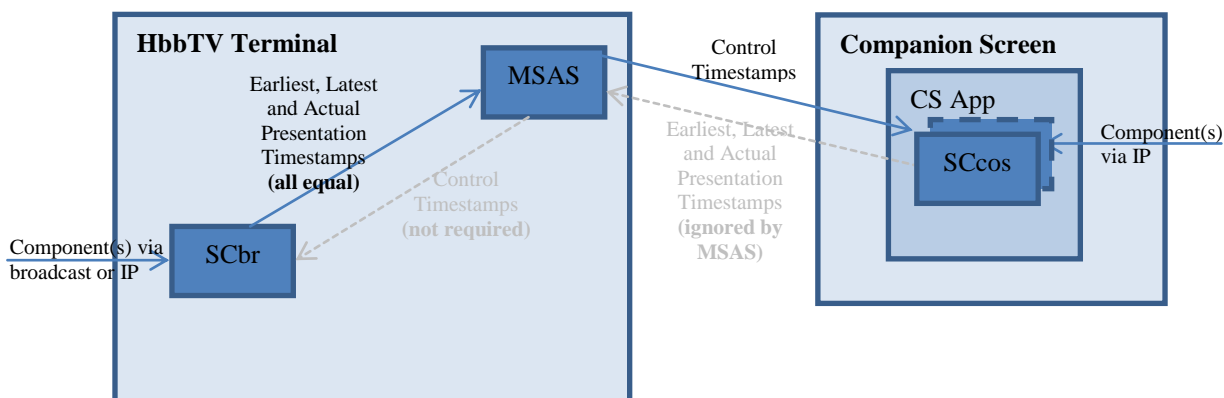 HbbTV Terminal
MSAS
Earliest, Latest
and Actual
Presentation
Timestamps
(all equal)
Control
Timestamps
(not required)
Component(s) via
broadcast or IP
SCbr
Control
Timestamps
Earliest, Latest
and Actual
Presentation
Timestamps
(ignored by
MSAS)
Companion Screen
CS App
SCcos
Component(s)
via IP